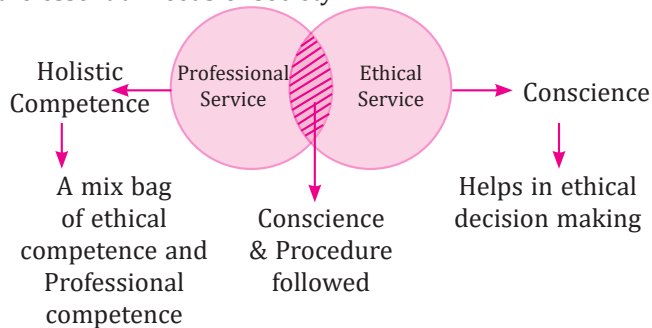 Holistic
Competence
Professional
Service
Ethical
Service
Conscience
A mix bag
of ethical
competence and
Professional
competence
Conscience
& Procedure
followed
Helps in ethical
decision making